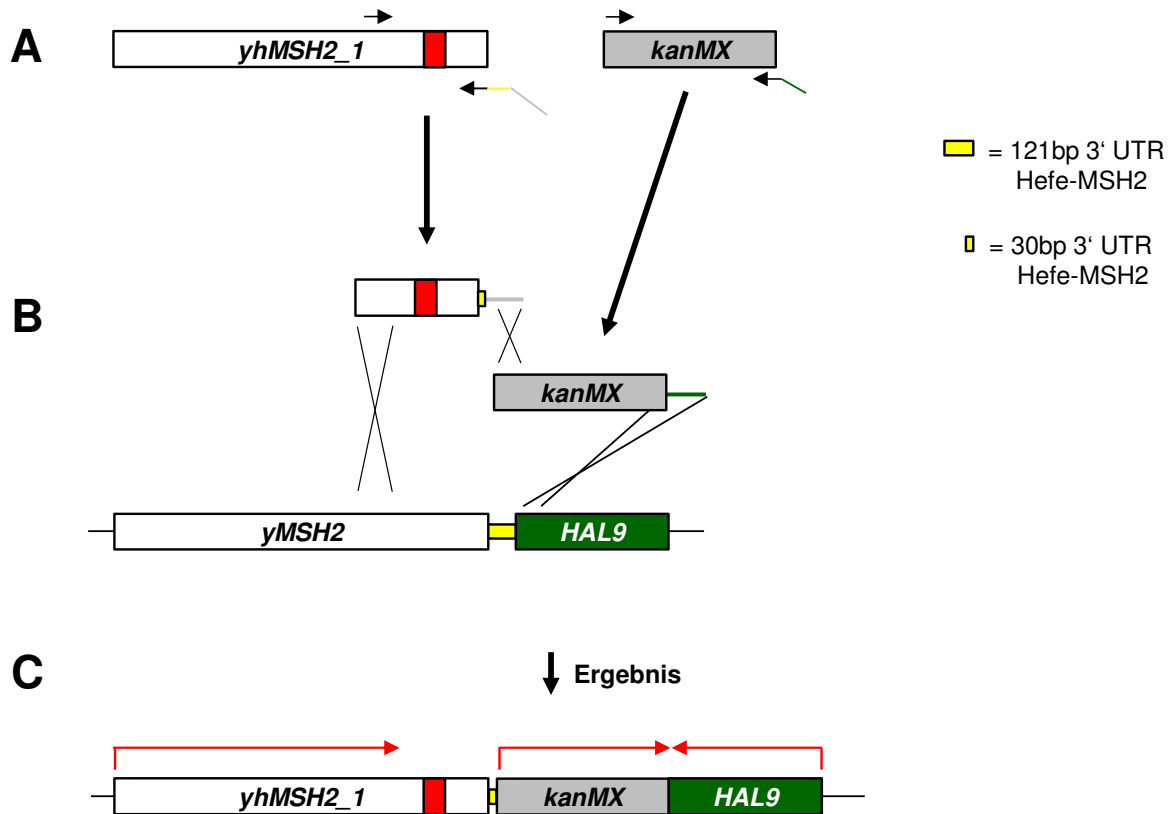 A
yhMSH2_1
kanMX
= 121bp 3‘ UTR
Hefe-MSH2
= 30bp 3‘ UTR
Hefe-MSH2
B
kanMX
yMSH2
HAL9
C
Ergebnis
yhMSH2_1
kanMX
HAL9